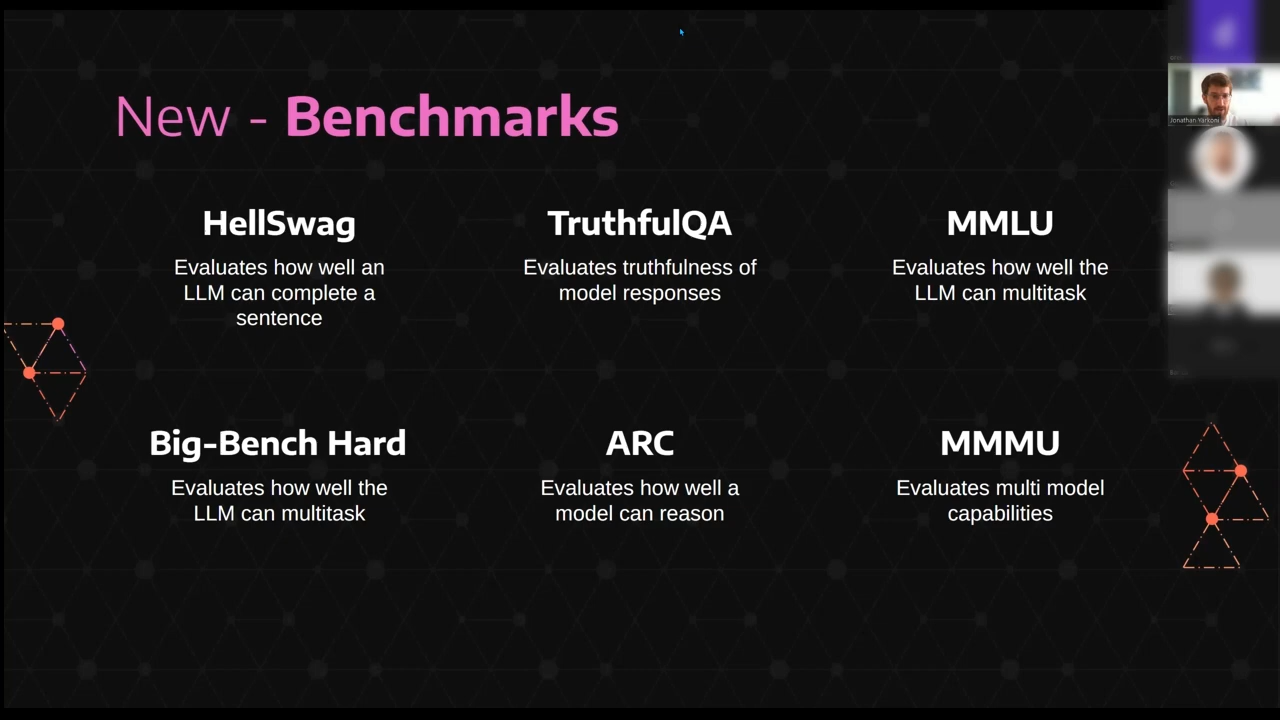 New - Benchmarks
HellSwag
Evaluates how well an
LLM can complete a
sentence
TruthfulQA
Evaluates truthfulness of
model responses
MMLU
Evaluates how well the
LLM can multitask
Big-Bench Hard
Evaluates how well the
LLM can multitask
ARC
Evaluates how well a
model can reason
MMMU
Evaluates multi model
capabilities
Jonathan Yarkoni